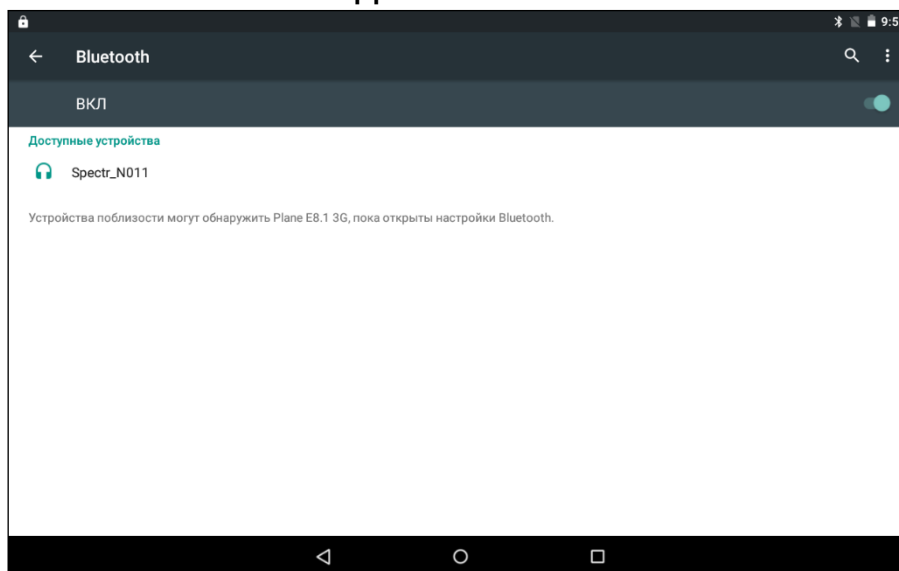 9:5
Bluetooth
ВКЛ
Доступные устройства
Spectr_N011
Устройства поблизости могут обнаружить Plane E8.1 3G, пока открыты настройки Bluetooth.